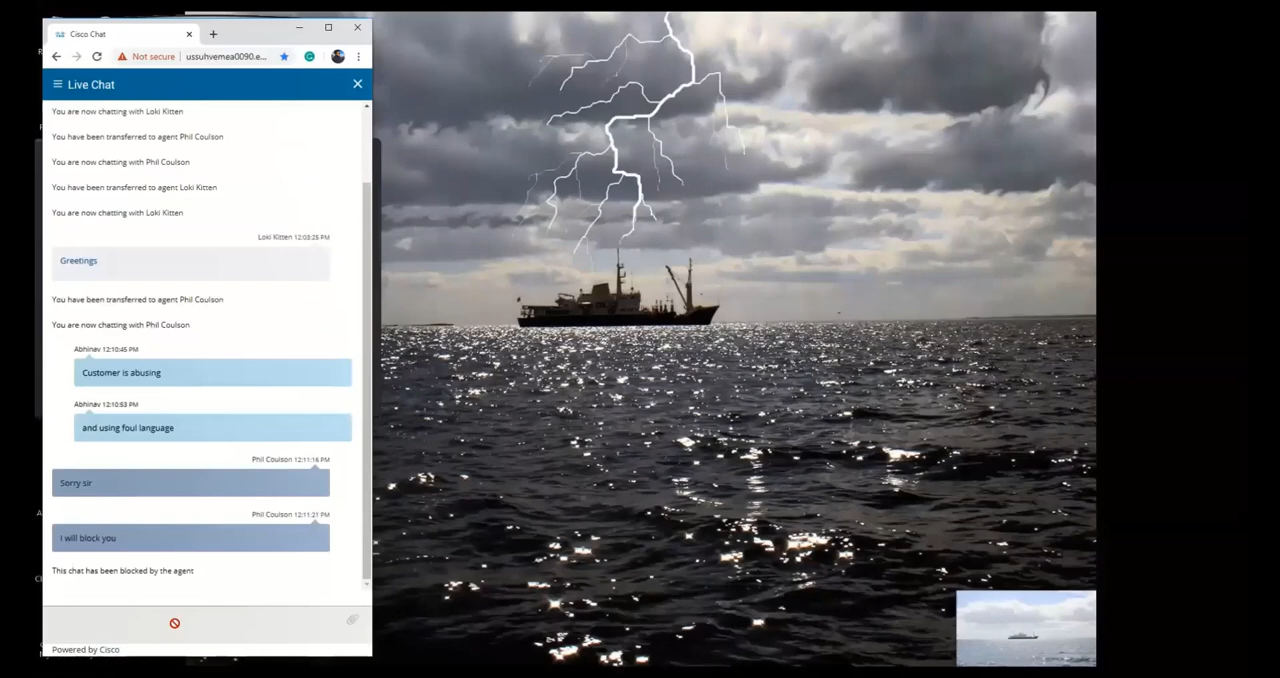 Cisco Chat
Not secure
ussuhvemea0090.e...
Live Chat
You are now chatting with Loki Kitten
You have been transferred to agent Phil Coulson
You are now chatting with Phil Coulson
You have been transferred to agent Loki Kitten
You are now chatting with Loki Kitten
Loki Kitten 12:03:25 PM
Greetings
You have been transferred to agent Phil Coulson
You are now chatting with Phil Coulson
Abhinav 12:10:45 PM
Customer is abusing
Abhinav 12:10:53 PM
and using foul language
Phil Coulson 12:11:16 PM
Sorry sir
Phil Coulson 12:11:21 PM
I will block you
This chat has been blocked by the agent
Powered by Cisco